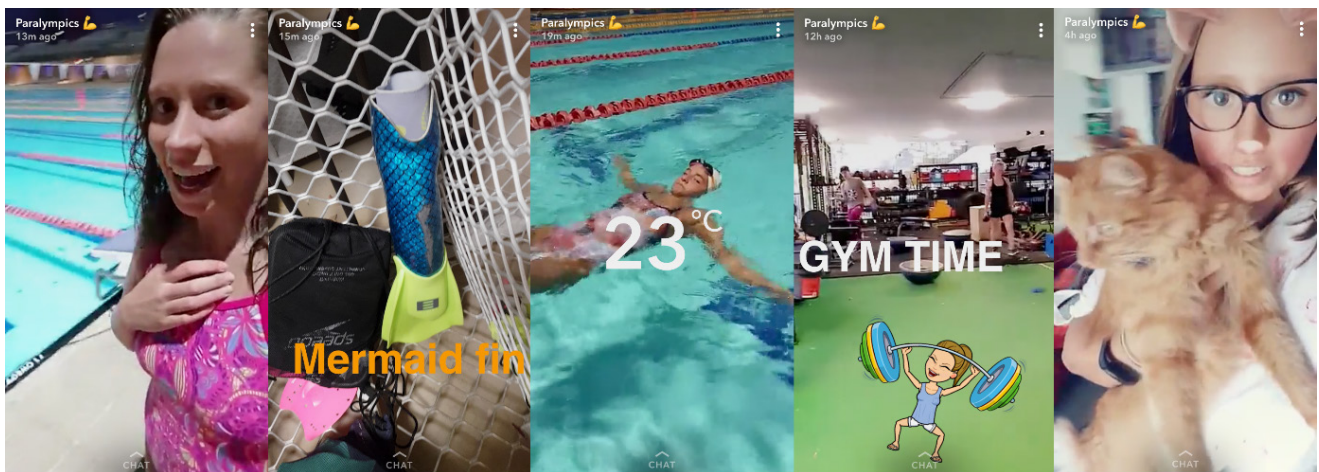 Paralympics 💪
13m ago
CHAT
Paralympics 💪
15m ago
speedo
Mermaid fin
CHAT
Paralympics 💪
19m ago
23°C
CHAT
Paralympics 💪
12h ago
GYM TIME
CHAT
Paralympics 💪
4h ago
CHAT